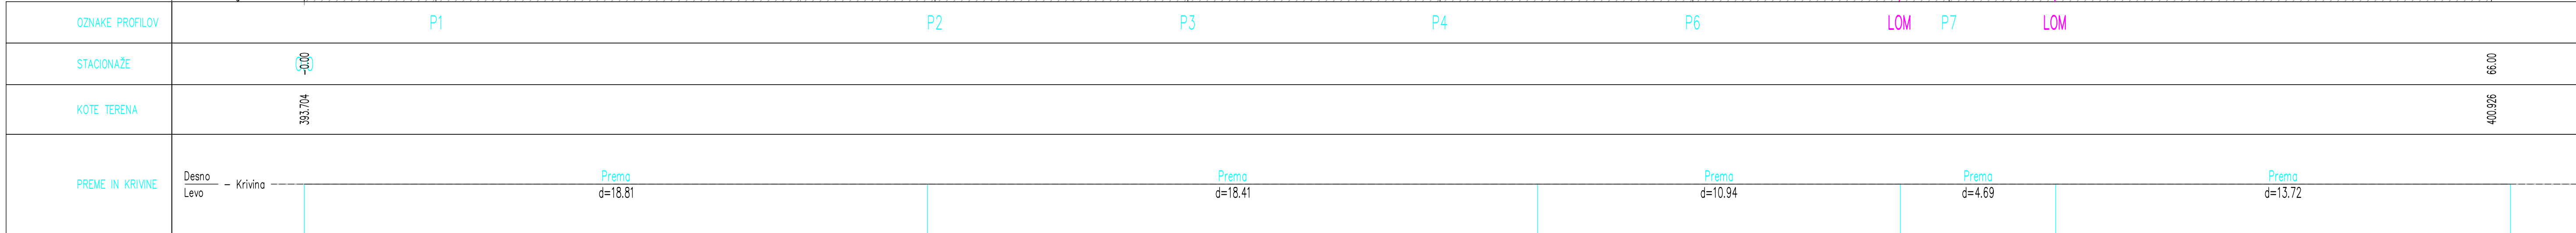 OZNAKE PROFILOV P1 P2 P3 P4 P6 LOM P7 LOM
STACIONAŽE -0.00 66.00
KOTE TERENA 393.704 400.926
PREME IN KRIVINE Desno Levo - Krivina
Prema Prema Prema Prema Prema
d=18.81 d=18.41 d=10.94 d=4.69 d=13.72